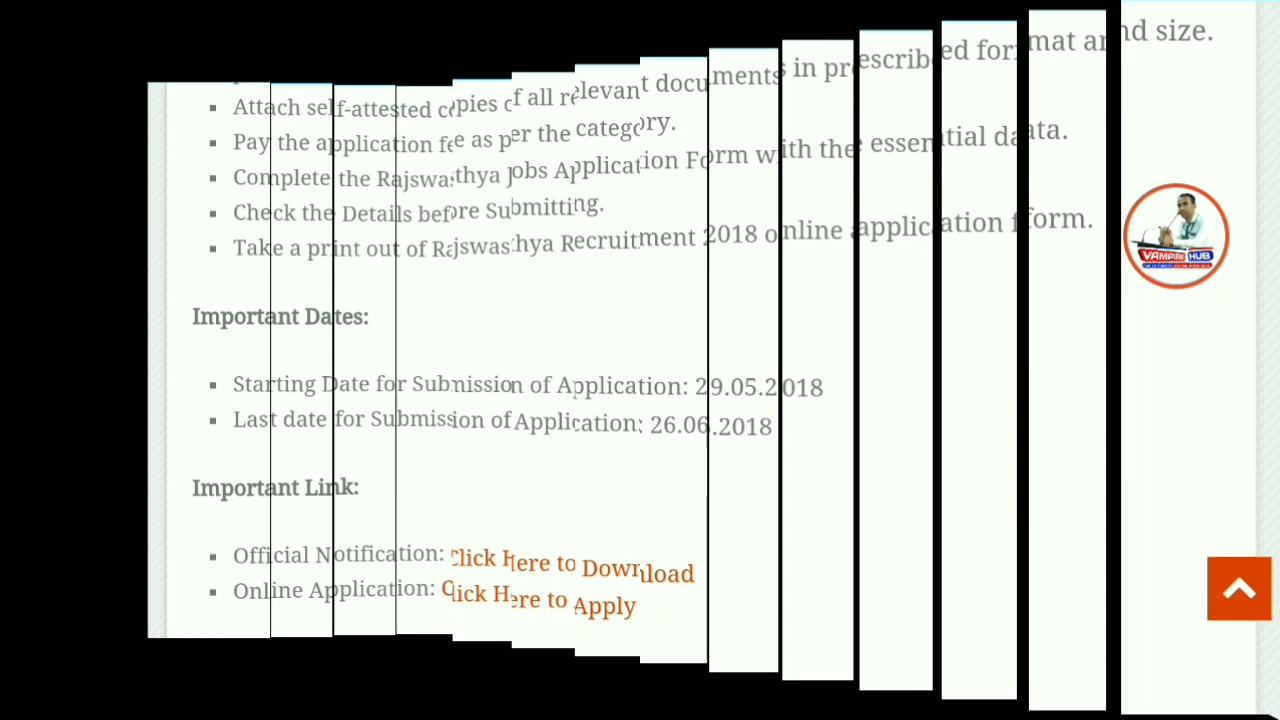 Attach self-attested copies of all relevant documents in prescribed format and size.
Pay the application fee as per the category.
Complete the Rajswasthya Jobs Application Form with the essential data.
Check the Details before Submitting.
Take a print out of Rajswasthya Recruitment 2018 online application form.
Important Dates:
Starting Date for Submission of Application: 29.05.2018
Last date for Submission of Application: 26.06.2018
Important Link:
Official Notification: Click Here to Download
Online Application: Click Here to Apply
VAMPIRE HUB